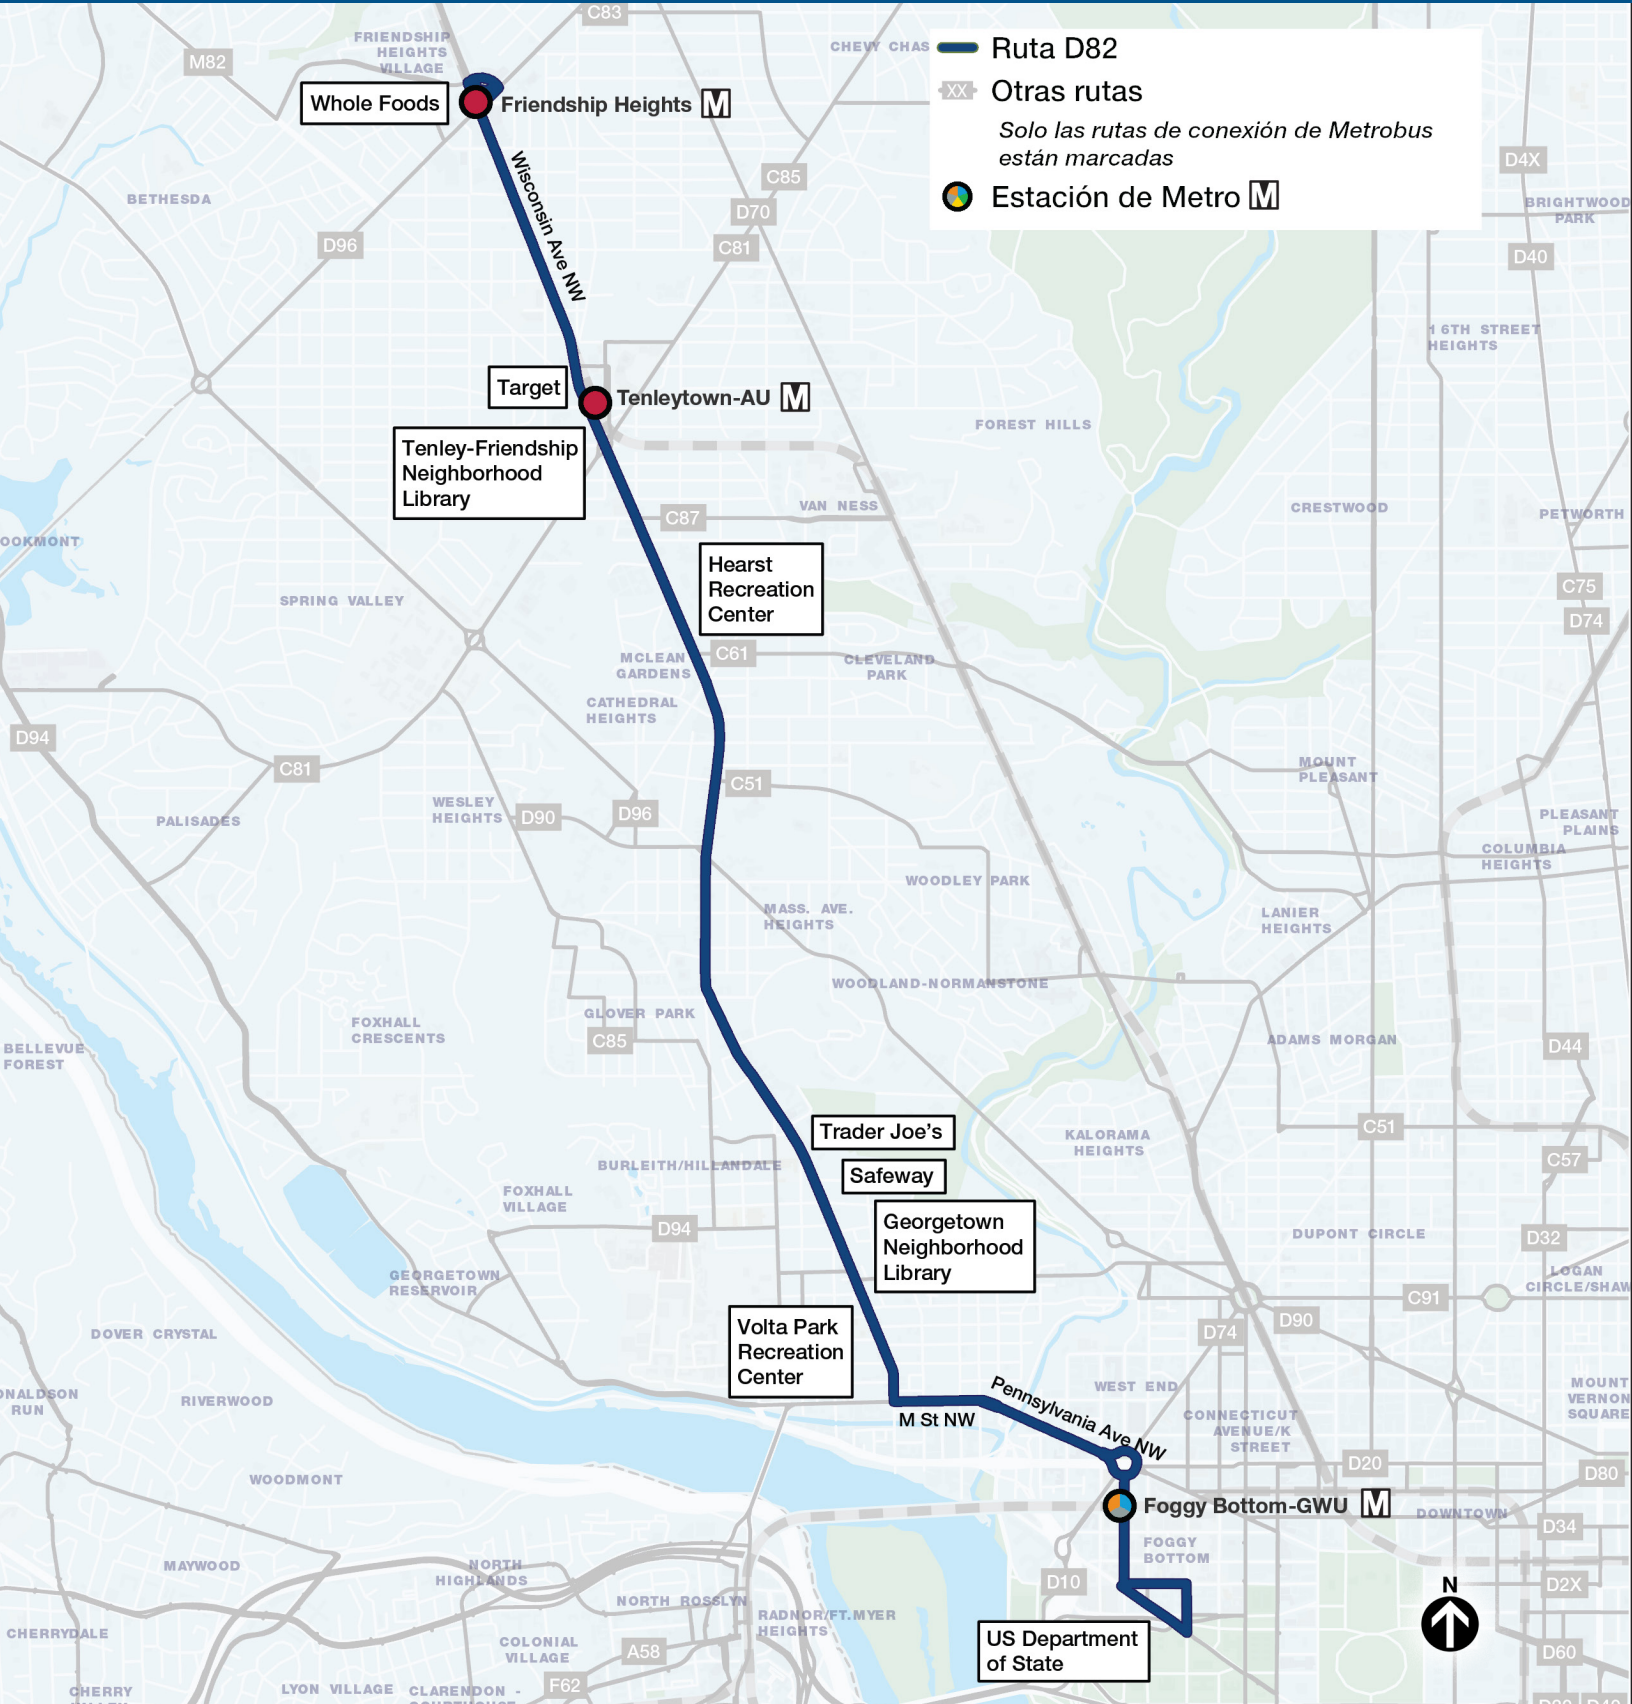 C83
FRIENDSHIP
HEIGHTS
VILLAGE
M82
CHEVY CHAS
Ruta D82
XX Otras rutas
Solo las rutas de conexión de Metrobus
están marcadas
Estación de Metro M
Whole Foods
Friendship Heights M
Wisconsin Ave NW
D4X
C85
BETHESDA
D70
BRIGHTWOOD
PARK
D96
C81
D40
16TH STREET
HEIGHTS
Target
Tenleytown-AU M
FOREST HILLS
Tenley-Friendship
Neighborhood
Library
VAN NESS
CRESTWOOD
PETWORTH
C87
OOKMONT
Hearst
Recreation
Center
C75
SPRING VALLEY
D74
MCLEAN
GARDENS
C61
CLEVELAND
PARK
CATHEDRAL
HEIGHTS
D94
C81
MOUNT
PLEASANT
C51
WESLEY
HEIGHTS
D90
D96
PALISADES
PLEASANT
PLAINS
COLUMBIA
HEIGHTS
WOODLEY PARK
MASS. AVE.
HEIGHTS
LANIER
HEIGHTS
WOODLAND-NORMANSTONE
GLOVER PARK
FOXHALL
CRESCENTS
C85
ADAMS MORGAN
D44
BELLEVUE
FOREST
Trader Joe's
C51
KALORAMA
HEIGHTS
BURLEITH/HILLANDALE
Safeway
C57
FOXHALL
VILLAGE
Georgetown
Neighborhood
Library
D94
DUPONT CIRCLE
D32
GEORGETOWN
RESERVOIR
LOGAN
CIRCLE/SHAW
C91
Volta Park
Recreation
Center
D90
D74
DOVER CRYSTAL
ONALDSON
RUN
RIVERWOOD
Pennsylvania Ave NW
WEST END
MOUNT
VERNON
SQUARE
M St NW
CONNECTICUT
AVENUE/K
STREET
D20
D80
WOODMONT
Foggy Bottom-GWU M
DOWNTOWN
D34
FOGGY
BOTTOM
MAYWOOD
NORTH
HIGHLANDS
D10
N
D2X
NORTH ROSSLYN
RADNOR/FT.MYER
HEIGHTS
CHERRYDALE
COLONIAL
VILLAGE
A58
US Department
of State
D60
F62
CHERRY
LYON VILLAGE
CLARENDON -